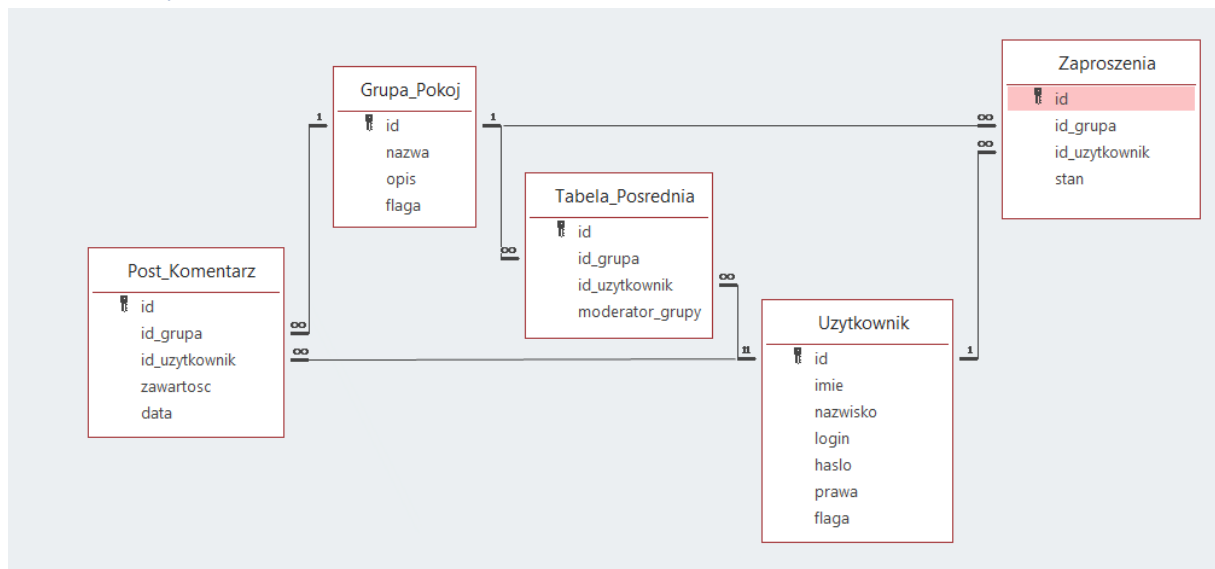 Grupa_Pokoj
id
nazwa
opis
flaga
Zaproszenia
id
id_grupa
id_uzytkownik
stan
Tabela_Posrednia
id
id_grupa
id_uzytkownik
moderator_grupy
Post_Komentarz
id
id_grupa
id_uzytkownik
zawartosc
data
Uzytkownik
id
imie
nazwisko
login
haslo
prawa
flaga
1
1
∞
∞
∞
∞
∞
∞
11
1